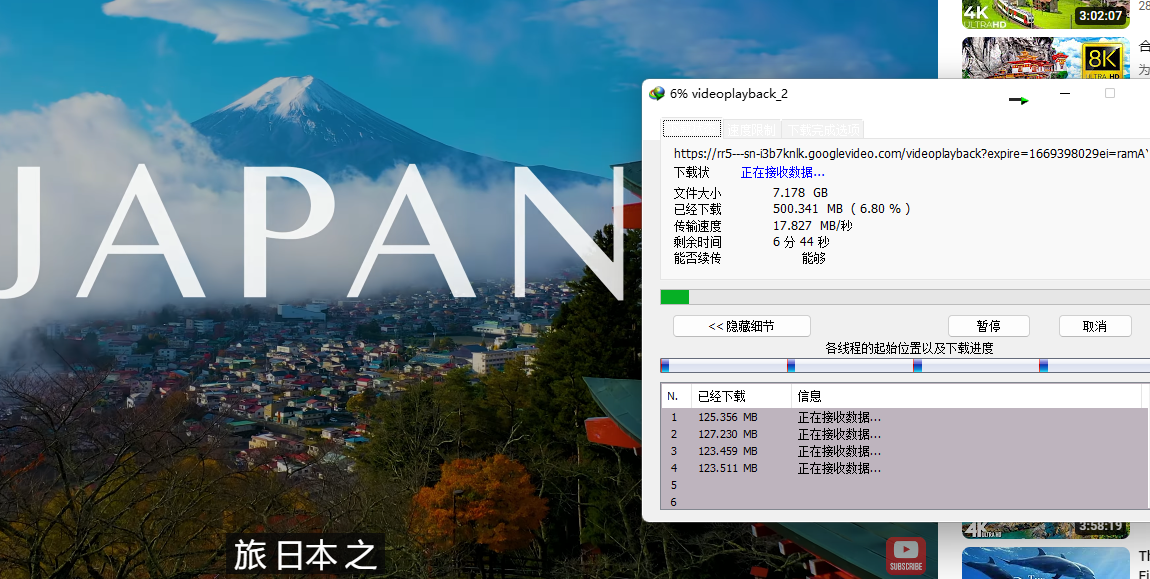 4K
ULTRA HD
3:02:07
28
8K
ULTRA HD
合
为
JAPAN
旅 日本 之
SUBSCRIBE
6% videoplayback_2
速度限制 下载完成选项
https://rr5---sn-i3b7knlk.googlevideo.com/videoplayback?expire=1669398029ei=ramA
下载状 正在接收数据...
文件大小 7.178 GB
已经下载 500.341 MB ( 6.80 % )
传输速度 17.827 MB/秒
剩余时间 6 分 44 秒
能否续传 能够
<< 隐藏细节 暂停 取消
各线程的起始位置以及下载进度
N. 已经下载 信息
1 125.356 MB 正在接收数据...
2 127.230 MB 正在接收数据...
3 123.459 MB 正在接收数据...
4 123.511 MB 正在接收数据...
5
6
4K
ULTRA HD
3:58:19
Th